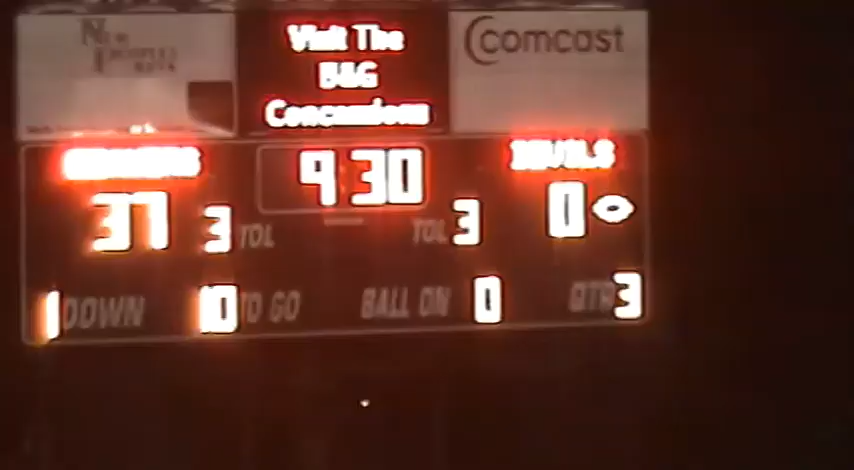 Visit The
B&G
Concessions
comcast
9 30
DEVILS
37
3 TOL
TOL 3
0
1 DOWN
10 TO GO
BALL ON 0
QTR 3